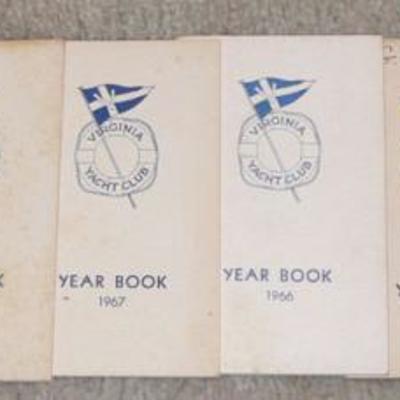 VIRGINIA
YACHT CLUB
YEAR BOOK
1967
VIRGINIA
YACHT CLUB
YEAR BOOK
1966